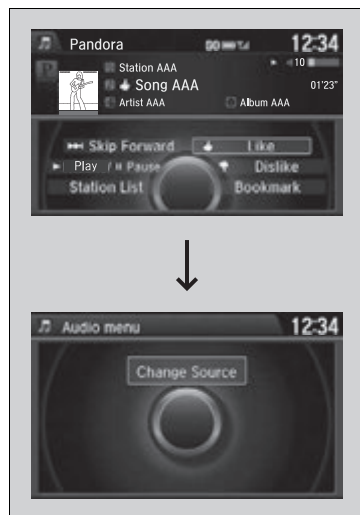 Pandora 12:34
Station AAA 10
Song AAA 01'23"
Artist AAA Album AAA
Skip Forward Like
Play / Pause Dislike
Station List Bookmark
Audio menu 12:34
Change Source